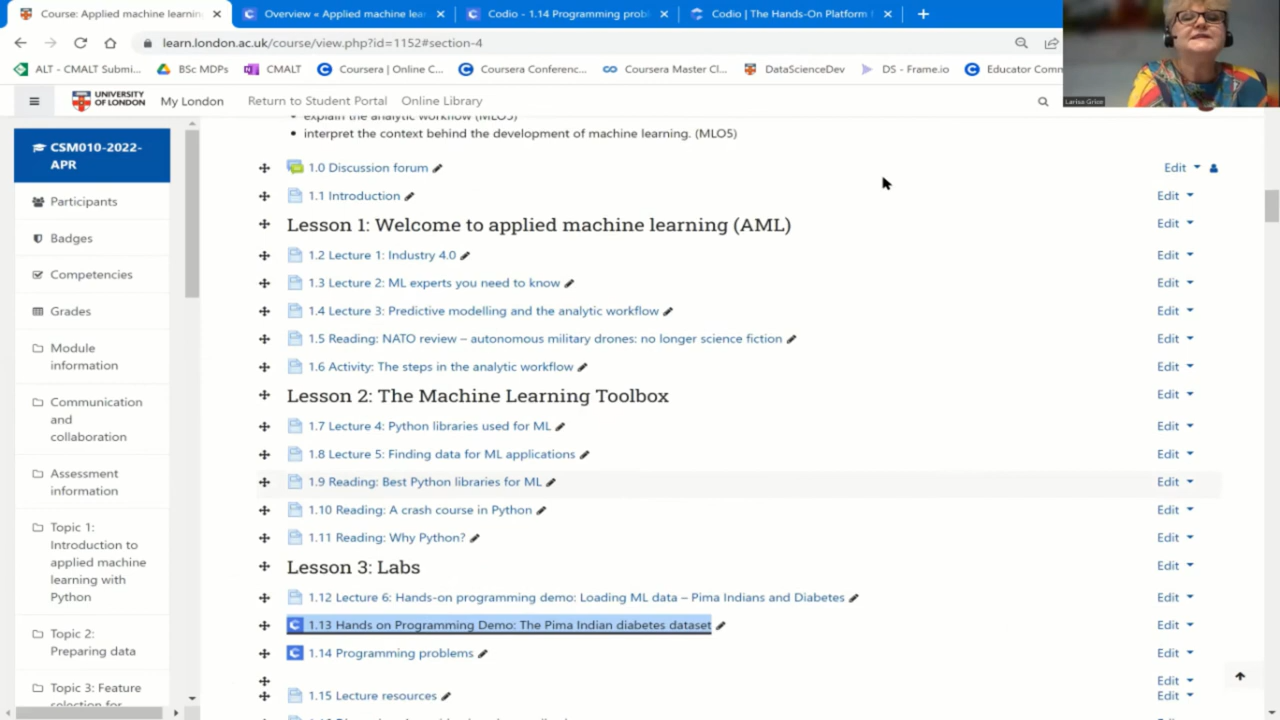 Course: Applied machine learnin
Overview « Applied machine lea
Codio - 1.14 Programming prob
Codio | The Hands-On Platform f
learn.london.ac.uk/course/view.php?id=1152#section-4
ALT - CMALT Submi...
BSc MDPs
CMALT
Coursera | Online C...
Coursera Conferenc...
Coursera Master Cl...
DataScienceDev
DS - Frame.io
Educator Comm
Larisa Grice
UNIVERSITY OF LONDON
My London
Return to Student Portal
Online Library
CSM010-2022-
APR
Participants
Badges
Competencies
Grades
Module
information
Communication
and
collaboration
Assessment
information
Topic 1:
Introduction to
applied machine
learning with
Python
Topic 2:
Preparing data
Topic 3: Feature
selection for
explain the analytic workflow (MLO5)
interpret the context behind the development of machine learning. (MLO5)
1.0 Discussion forum Edit
1.1 Introduction Edit
Lesson 1: Welcome to applied machine learning (AML) Edit
1.2 Lecture 1: Industry 4.0 Edit
1.3 Lecture 2: ML experts you need to know Edit
1.4 Lecture 3: Predictive modelling and the analytic workflow Edit
1.5 Reading: NATO review – autonomous military drones: no longer science fiction Edit
1.6 Activity: The steps in the analytic workflow Edit
Lesson 2: The Machine Learning Toolbox Edit
1.7 Lecture 4: Python libraries used for ML Edit
1.8 Lecture 5: Finding data for ML applications Edit
1.9 Reading: Best Python libraries for ML Edit
1.10 Reading: A crash course in Python Edit
1.11 Reading: Why Python? Edit
Lesson 3: Labs Edit
1.12 Lecture 6: Hands-on programming demo: Loading ML data – Pima Indians and Diabetes Edit
1.13 Hands on Programming Demo: The Pima Indian diabetes dataset Edit
1.14 Programming problems Edit
Edit
1.15 Lecture resources Edit